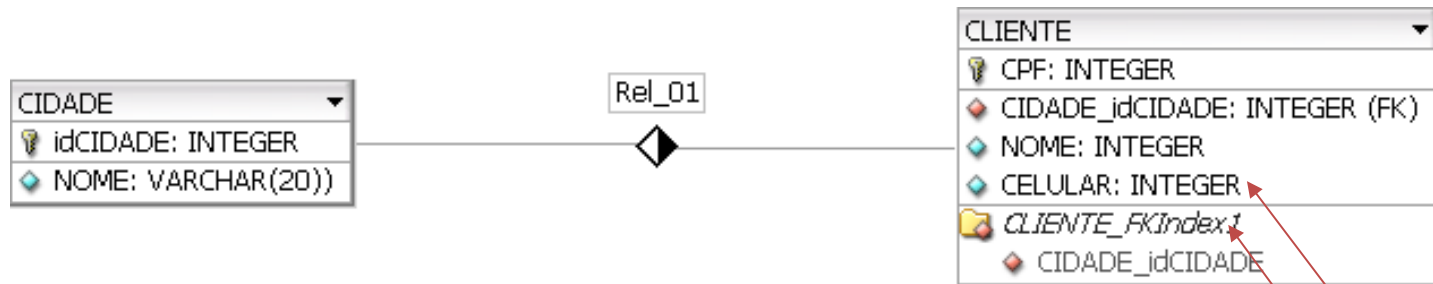 CIDADE
idCIDADE: INTEGER
NOME: VARCHAR(20))
Rel_01
CLIENTE
CPF: INTEGER
CIDADE_idCIDADE: INTEGER (FK)
NOME: INTEGER
CELULAR: INTEGER
CLIENTE_FKIndex1
CIDADE_idCIDADE